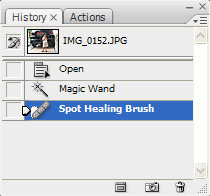 History × Actions
IMG_0152.JPG
Open
Magic Wand
Spot Healing Brush